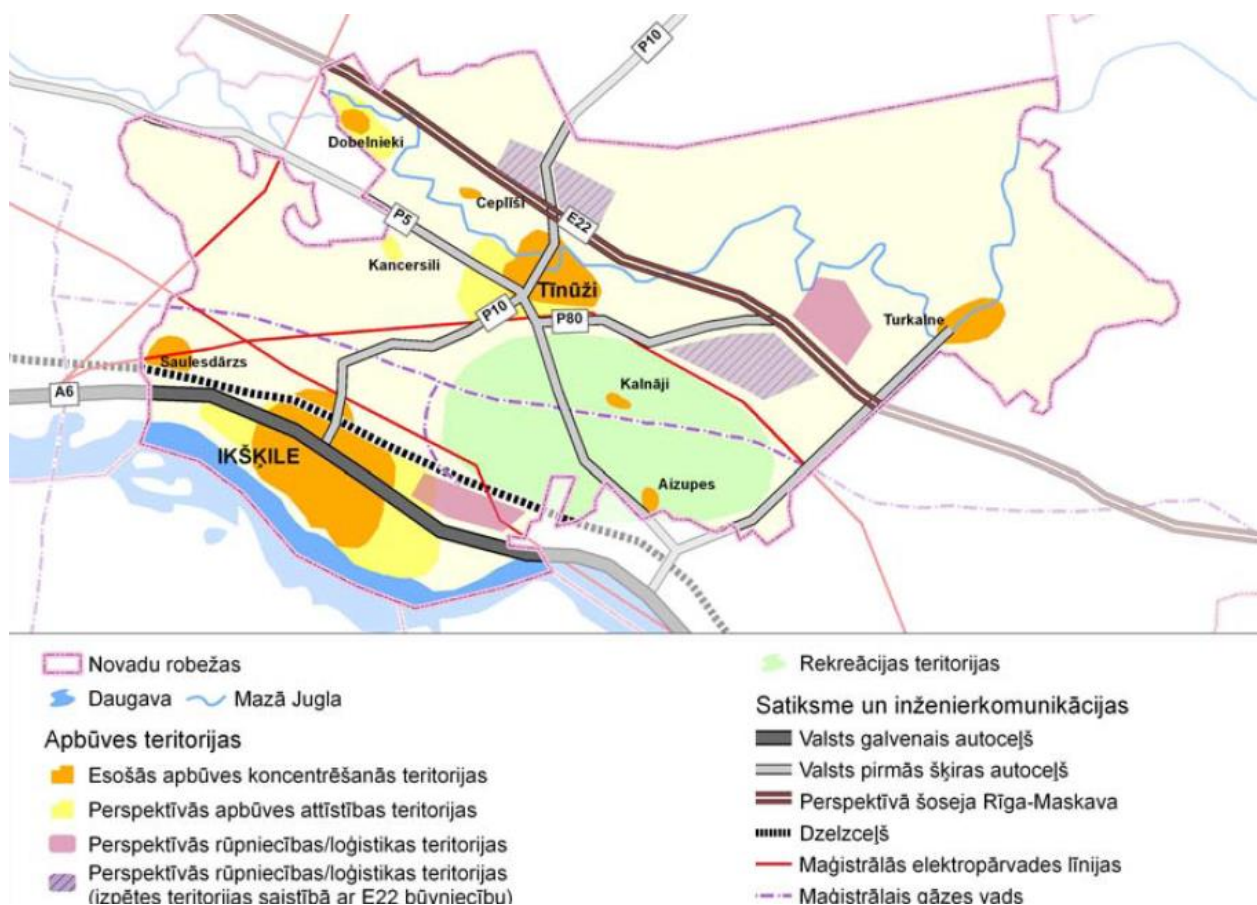 P10
Dobelnieki
Ceplīši
P5
E22
Kancersili
Tīnūži
P10
P80
Turkalne
Saulesdārzs
Kalnāji
A6
IKŠĶILE
Aizupes
Novadu robežas
Daugava
Mazā Jugla
Apbūves teritorijas
Esošās apbūves koncentrēšanās teritorijas
Perspektīvās apbūves attīstības teritorijas
Perspektīvās rūpniecības/loģistikas teritorijas
Perspektīvās rūpniecības/loģistikas teritorijas
(izpētes teritorijas saistībā ar E22 būvniecību)
Rekreācijas teritorijas
Satiksme un inženierkomunikācijas
Valsts galvenais autoceļš
Valsts pirmās šķiras autoceļš
Perspektīvā šoseja Rīga-Maskava
Dzelzceļš
Maģistrālās elektropārvades līnijas
Maģistrālais gāzes vads